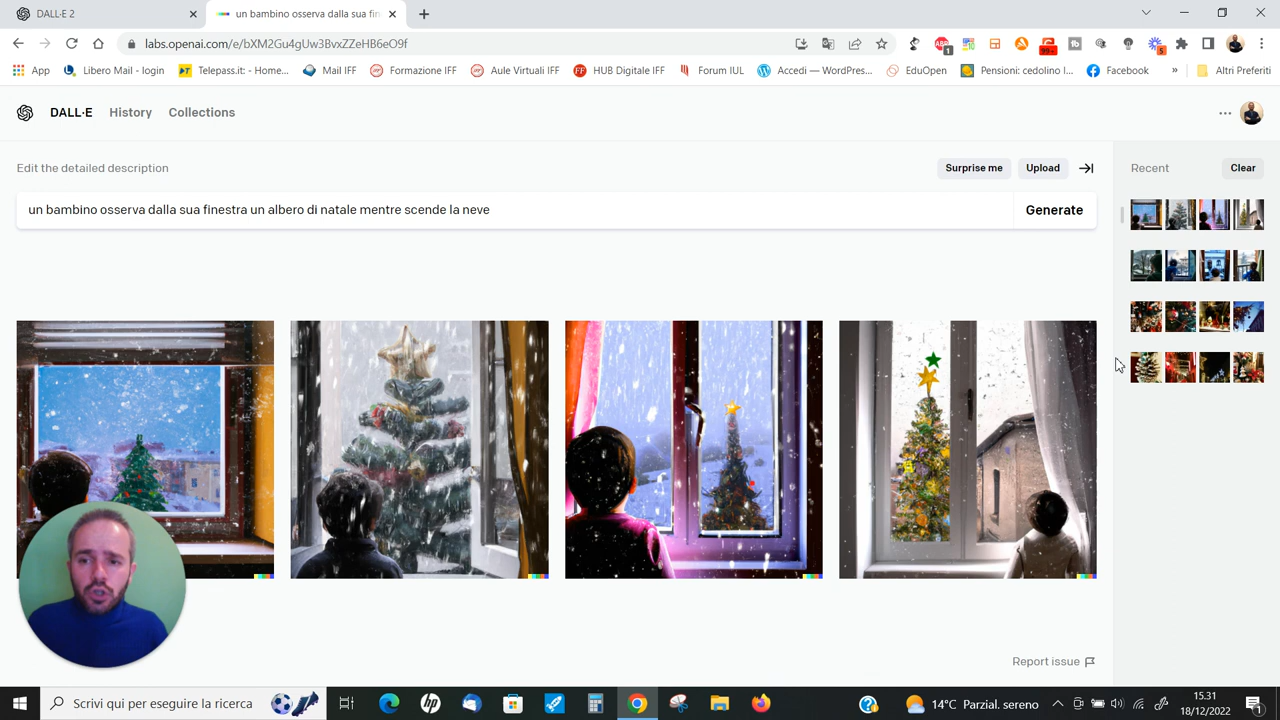 DALL·E 2
un bambino osserva dalla sua fin
labs.openai.com/e/bXM2Gu4gUw3BvxZZoHB6eO9f
App
Libero Mail - login
Telepass.it: - Home...
Mail IFF
Formazione IFF
Aule Virtuali IFF
HUB Digitale IFF
Forum IUL
Accedi — WordPres...
EduOpen
Pensioni: cedolino I...
Facebook
»
Altri Preferiti
DALL·E
History
Collections
Edit the detailed description
Surprise me
Upload
Recent
Clear
un bambino osserva dalla sua finestra un albero di natale mentre scende la neve
Generate
Report issue
Scrivi qui per eseguire la ricerca
14°C Parzial. sereno
15.31
18/12/2022